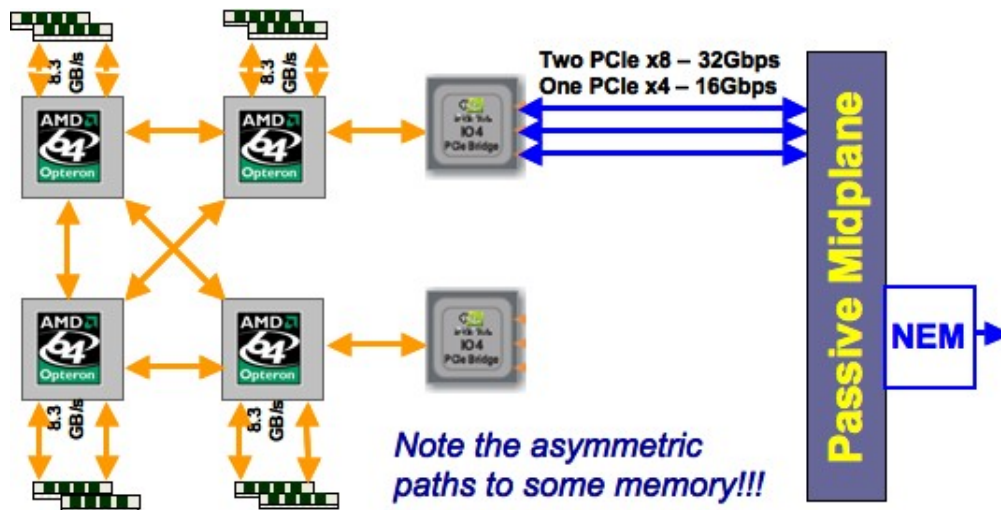 8.3
GB/s
8.3
GB/s
Two PCIe x8 – 32Gbps
One PCIe x4 – 16Gbps
AMD
64
Opteron
AMD
64
Opteron
IO4
PCIe Bridge
Passive Midplane
AMD
64
Opteron
AMD
64
Opteron
IO4
PCIe Bridge
NEM
8.3
GB/s
8.3
GB/s
Note the asymmetric
paths to some memory!!!